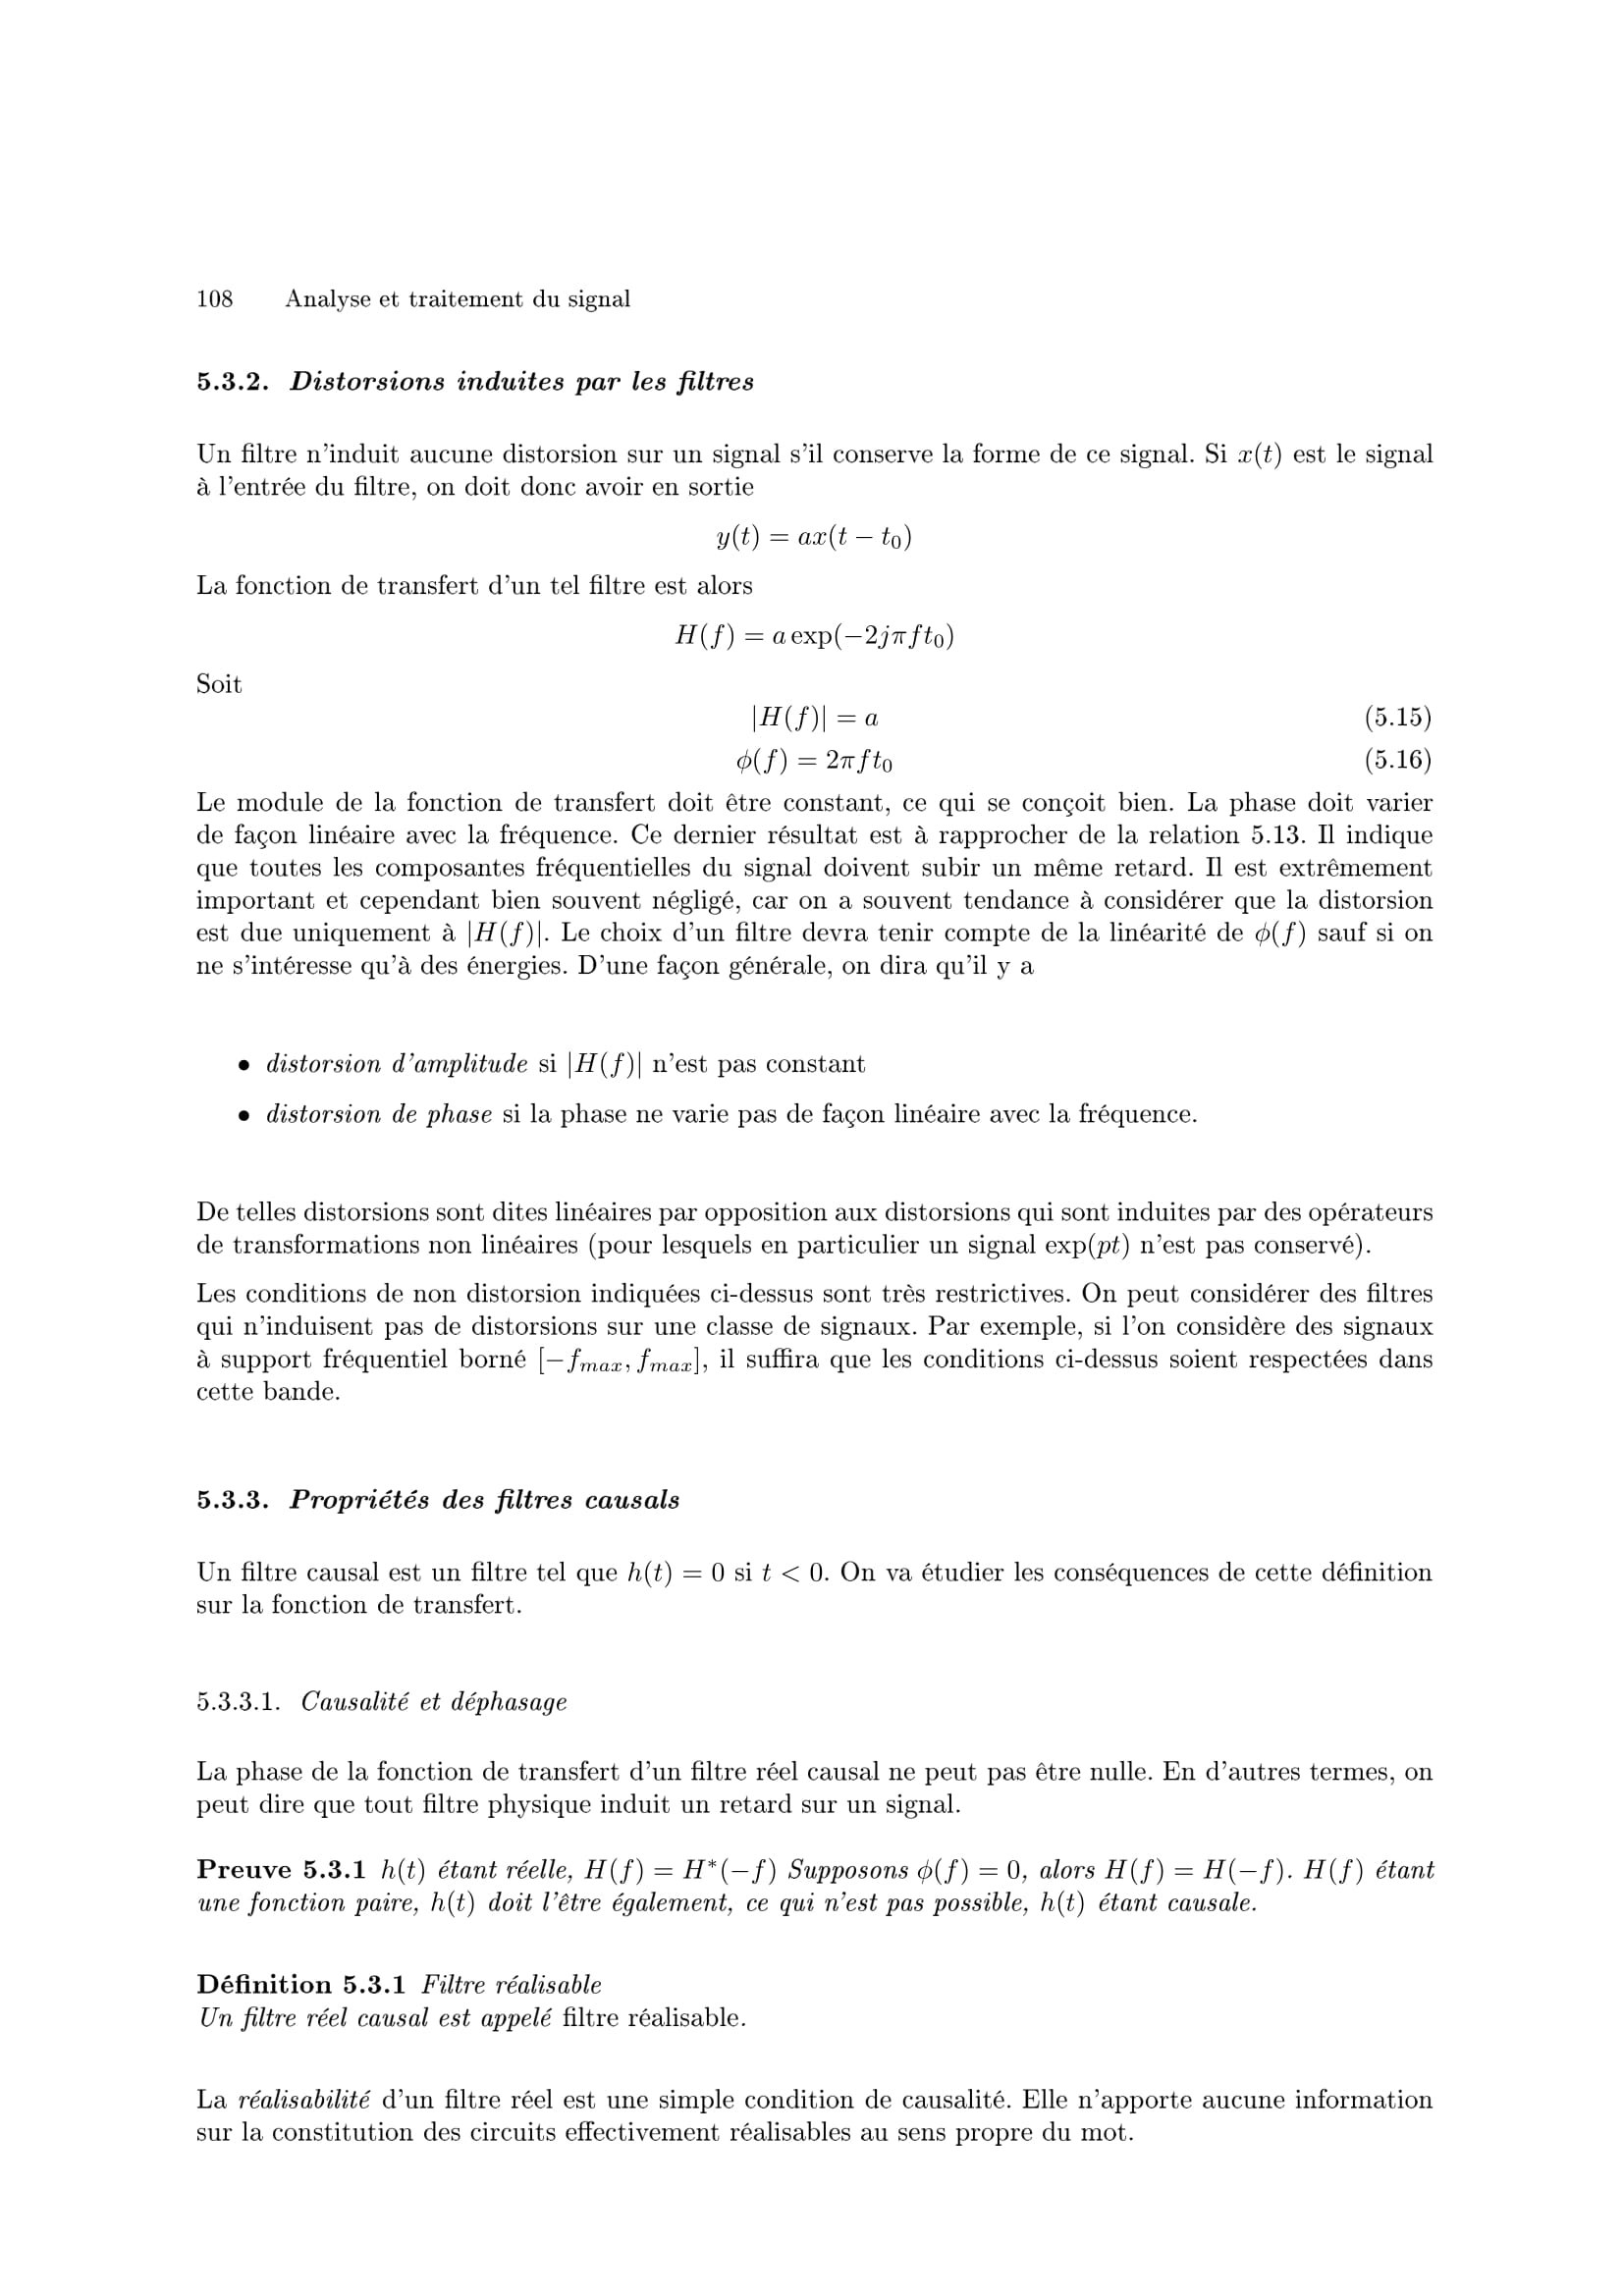 108 Analyse et traitement du signal
5.3.2. Distorsions induites par les filtres
Un filtre n'induit aucune distorsion sur un signal s'il conserve la forme de ce signal. Si x(t) est le signal
à l'entrée du filtre, on doit donc avoir en sortie
y(t) = ax(t − t₀)
La fonction de transfert d'un tel filtre est alors
H(f) = a exp(−2jπft₀)
Soit
|H(f)| = a (5.15)
ϕ(f) = 2πft₀ (5.16)
Le module de la fonction de transfert doit être constant, ce qui se conçoit bien. La phase doit varier
de façon linéaire avec la fréquence. Ce dernier résultat est à rapprocher de la relation 5.13. Il indique
que toutes les composantes fréquentielles du signal doivent subir un même retard. Il est extrêmement
important et cependant bien souvent négligé, car on a souvent tendance à considérer que la distorsion
est due uniquement à |H(f)|. Le choix d'un filtre devra tenir compte de la linéarité de ϕ(f) sauf si on
ne s'intéresse qu'à des énergies. D'une façon générale, on dira qu'il y a
• distorsion d'amplitude si |H(f)| n'est pas constant
• distorsion de phase si la phase ne varie pas de façon linéaire avec la fréquence.
De telles distorsions sont dites linéaires par opposition aux distorsions qui sont induites par des opérateurs
de transformations non linéaires (pour lesquels en particulier un signal exp(pt) n'est pas conservé).
Les conditions de non distorsion indiquées ci-dessus sont très restrictives. On peut considérer des filtres
qui n'induisent pas de distorsions sur une classe de signaux. Par exemple, si l'on considère des signaux
à support fréquentiel borné [−fmax, fmax], il suffira que les conditions ci-dessus soient respectées dans
cette bande.
5.3.3. Propriétés des filtres causals
Un filtre causal est un filtre tel que h(t) = 0 si t < 0. On va étudier les conséquences de cette définition
sur la fonction de transfert.
5.3.3.1. Causalité et déphasage
La phase de la fonction de transfert d'un filtre réel causal ne peut pas être nulle. En d'autres termes, on
peut dire que tout filtre physique induit un retard sur un signal.
Preuve 5.3.1 h(t) étant réelle, H(f) = H*(−f) Supposons ϕ(f) = 0, alors H(f) = H(−f). H(f) étant
une fonction paire, h(t) doit l'être également, ce qui n'est pas possible, h(t) étant causale.
Définition 5.3.1 Filtre réalisable
Un filtre réel causal est appelé filtre réalisable.
La réalisabilité d'un filtre réel est une simple condition de causalité. Elle n'apporte aucune information
sur la constitution des circuits effectivement réalisables au sens propre du mot.